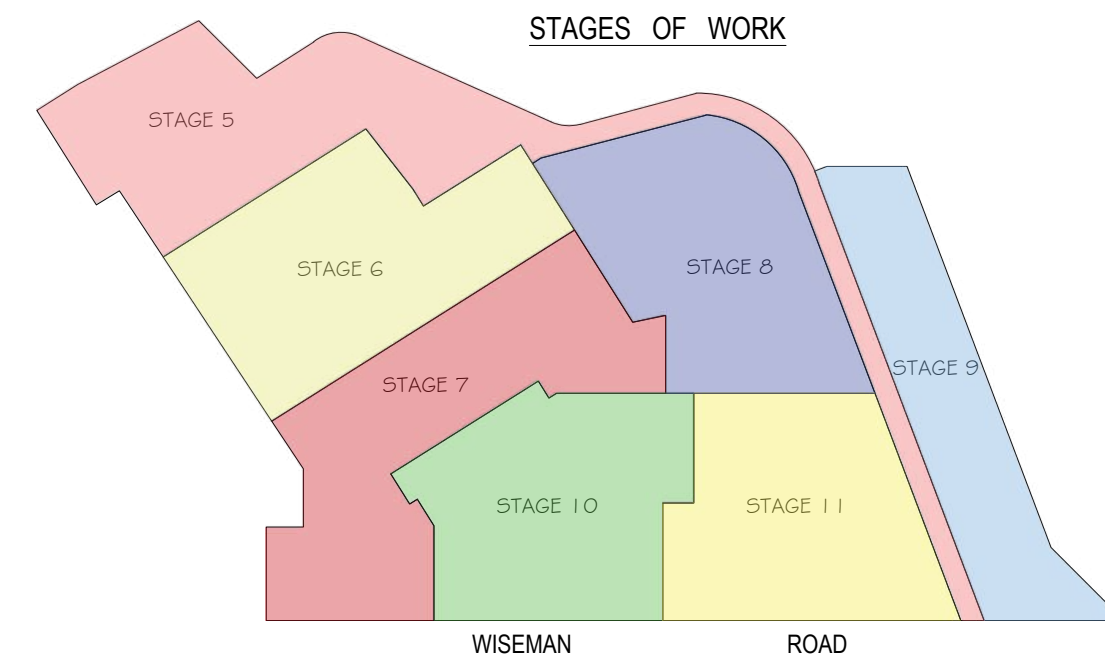 STAGES OF WORK
STAGE 5
STAGE 6
STAGE 8
STAGE 9
STAGE 7
STAGE 10
STAGE 11
WISEMAN ROAD